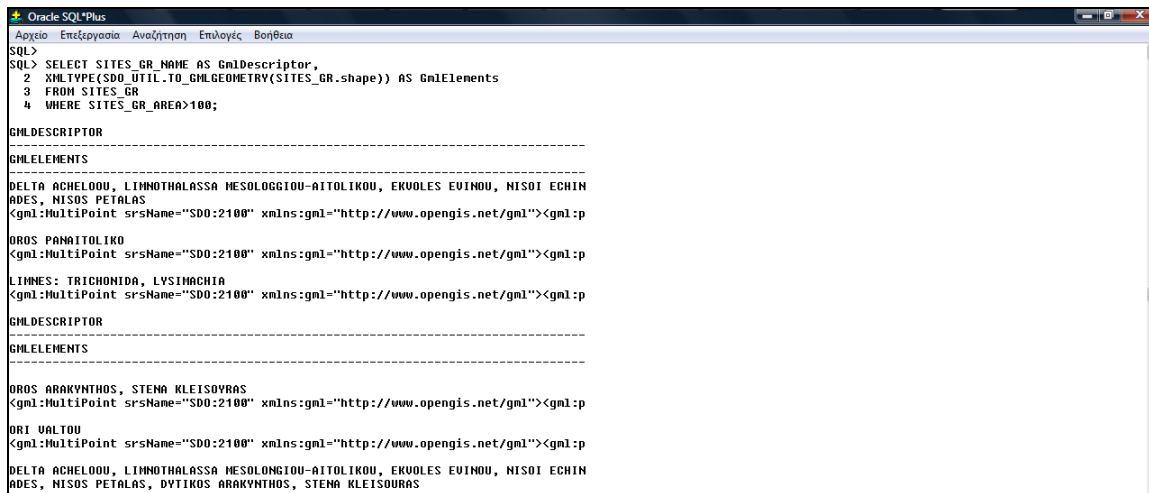 Oracle SQL*Plus
Αρχείο Επεξεργασία Αναζήτηση Επιλογές Βοήθεια
SQL>
SQL> SELECT SITES_GR_NAME AS GmlDescriptor,
2 XMLTYPE(SDO_UTIL.TO_GMLGEOMETRY(SITES_GR.shape)) AS GmlElements
3 FROM SITES_GR
4 WHERE SITES_GR_AREA>100;
GMLDESCRIPTOR
--------------------------------------------------------------------------------
GMLELEMENTS
--------------------------------------------------------------------------------
DELTA ACHELOOU, LIMNOTHALASSA MESOLOGGIOU-AITOLIKOU, EKVOLES EVINOU, NISOI ECHIN
ADES, NISOS PETALAS
<gml:MultiPoint srsName="SDO:2100" xmlns:gml="http://www.opengis.net/gml"><gml:p
OROS PANAITOLIKO
<gml:MultiPoint srsName="SDO:2100" xmlns:gml="http://www.opengis.net/gml"><gml:p
LIMNES: TRICHONIDA, LYSIMACHIA
<gml:MultiPoint srsName="SDO:2100" xmlns:gml="http://www.opengis.net/gml"><gml:p
GMLDESCRIPTOR
--------------------------------------------------------------------------------
GMLELEMENTS
--------------------------------------------------------------------------------
OROS ARAKYNTHOS, STENA KLEISOYRAS
<gml:MultiPoint srsName="SDO:2100" xmlns:gml="http://www.opengis.net/gml"><gml:p
ORI VALTOU
<gml:MultiPoint srsName="SDO:2100" xmlns:gml="http://www.opengis.net/gml"><gml:p
DELTA ACHELOOU, LIMNOTHALASSA MESOLONGIOU-AITOLIKOU, EKVOLES EVINOU, NISOI ECHIN
ADES, NISOS PETALAS, DYTIKOS ARAKYNTHOS, STENA KLEISOURAS